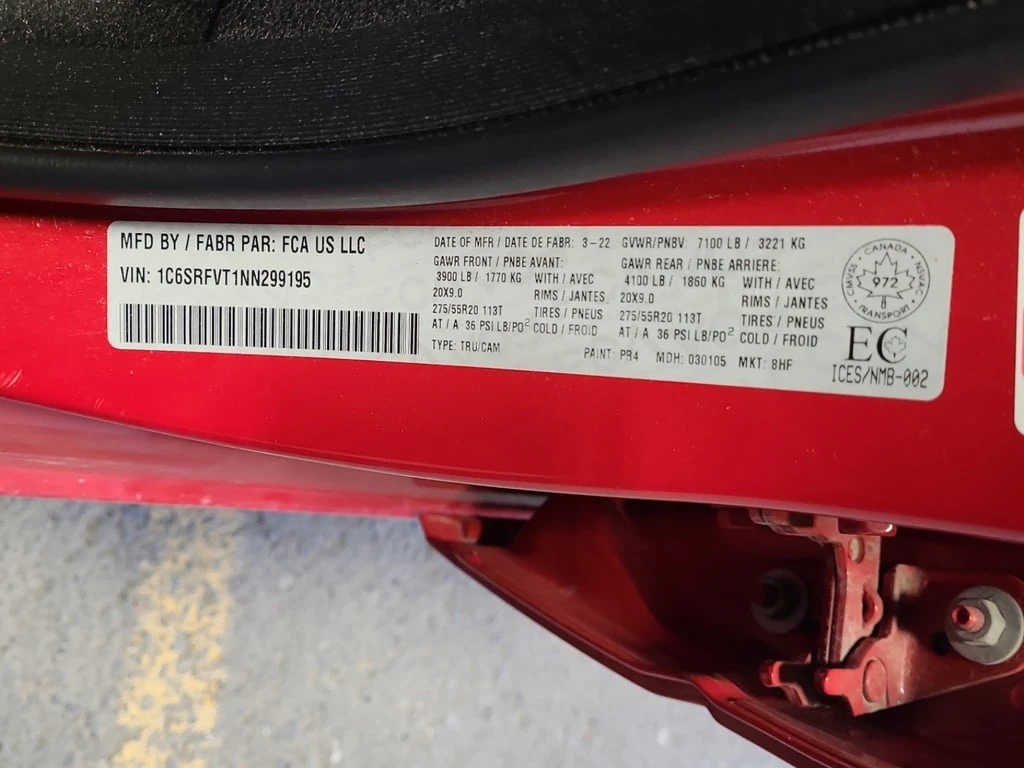 MFD BY / FABR PAR: FCA US LLC
VIN: 1C6SRFVT1NN299195
DATE OF MFR / DATE DE FABR: 3-22 GVWR/PNBV 7100 LB / 3221 KG
GAWR FRONT / PNBE AVANT: GAWR REAR / PNBE ARRIERE:
3900 LB / 1770 KG WITH / AVEC 4100 LB / 1860 KG WITH / AVEC
20X9.0 RIMS / JANTES 20X9.0 RIMS / JANTES
275/55R20 113T TIRES / PNEUS 275/55R20 113T TIRES / PNEUS
AT / A 36 PSI LB/PO² COLD / FROID AT / A 36 PSI LB/PO² COLD / FROID
TYPE: TRU/CAM PAINT: PR4 MDH: 030105 MKT: 8HF
CANADA
CMVSS 972 NSVAC
TRANSPORT
EC
ICES/NMB-002